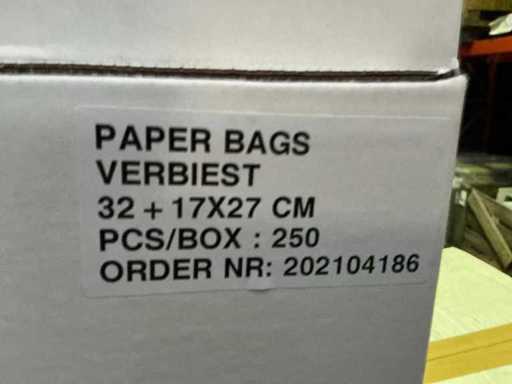 PAPER BAGS
VERBIEST
32 + 17X27 CM
PCS/BOX : 250
ORDER NR: 202104186